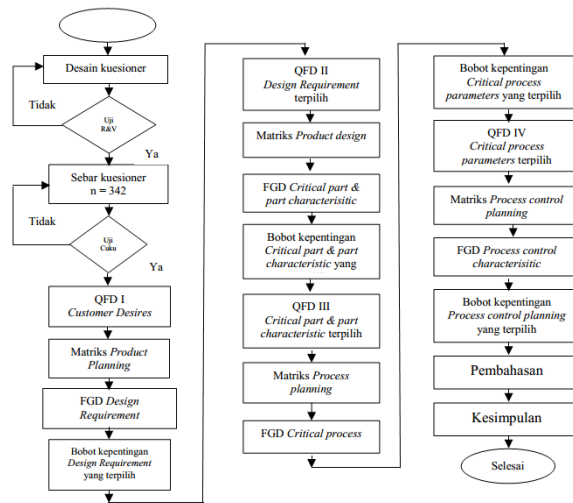 Desain kuesioner
Tidak
Uji
R&V
Ya
Sebar kuesioner
n = 342
Tidak
Uji
Cuku
Ya
QFD I
Customer Desires
Matriks Product
Planning
FGD Design
Requirement
Bobot kepentingan
Design Requirement
yang terpilih
QFD II
Design Requirement
terpilih
Matriks Product design
FGD Critical part &
part characterisitic
Bobot kepentingan
Critical part & part
characteristic yang
QFD III
Critical part & part
characteristic terpilih
Matriks Process
planning
FGD Critical process
Bobot kepentingan
Critical process
parameters yang terpilih
QFD IV
Critical process
parameters terpilih
Matriks Process control
planning
FGD Process control
characterisitic
Bobot kepentingan
Process control planning
yang terpilih
Pembahasan
Kesimpulan
Selesai